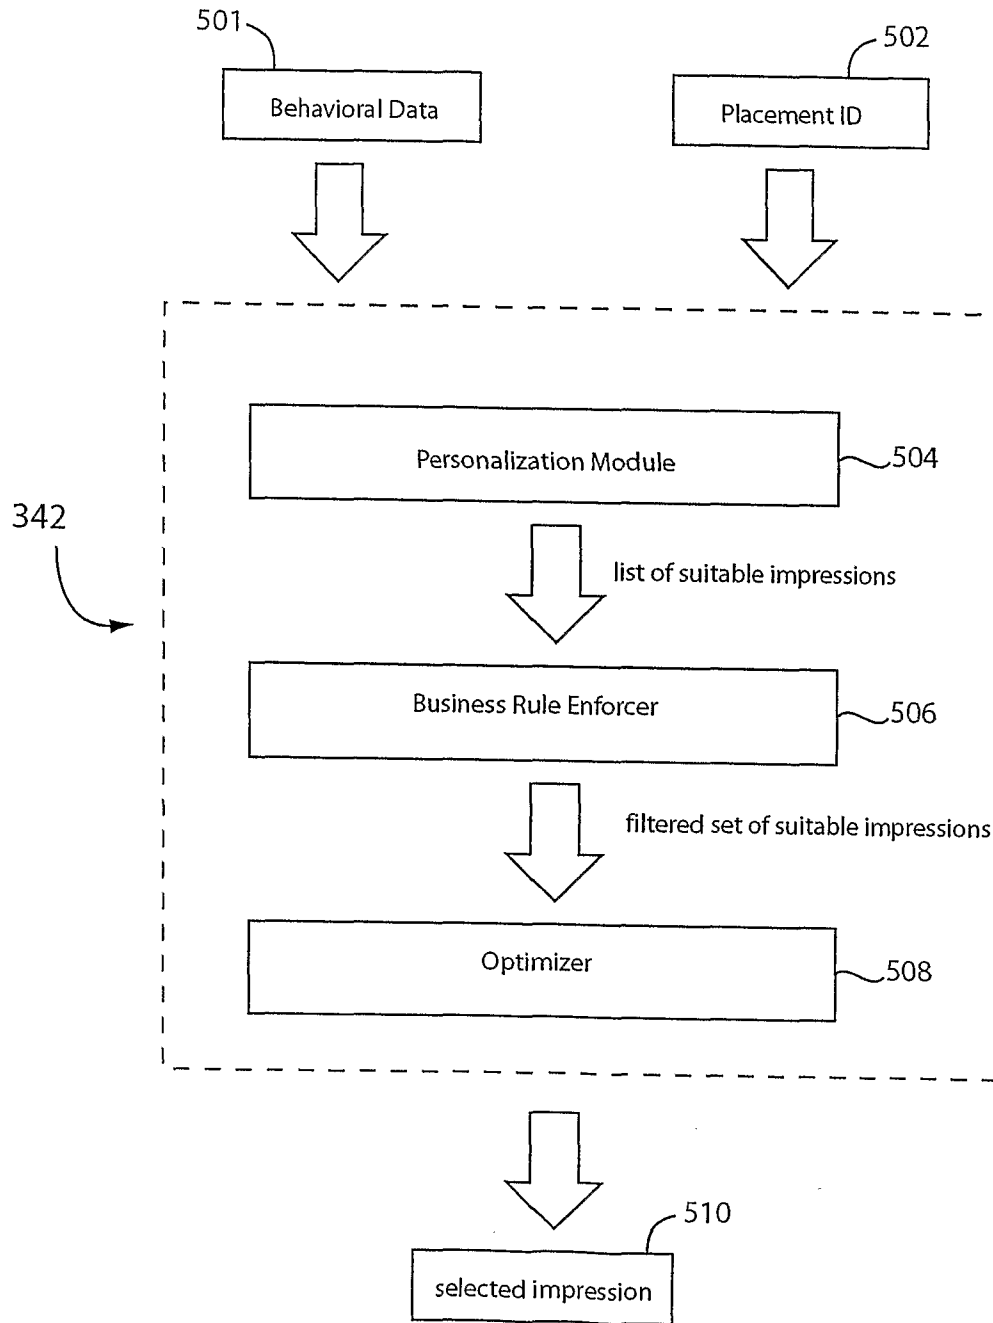 501
502
Behavioral Data
Placement ID
Personalization Module
504
342
list of suitable impressions
Business Rule Enforcer
506
filtered set of suitable impressions
Optimizer
508
510
selected impression